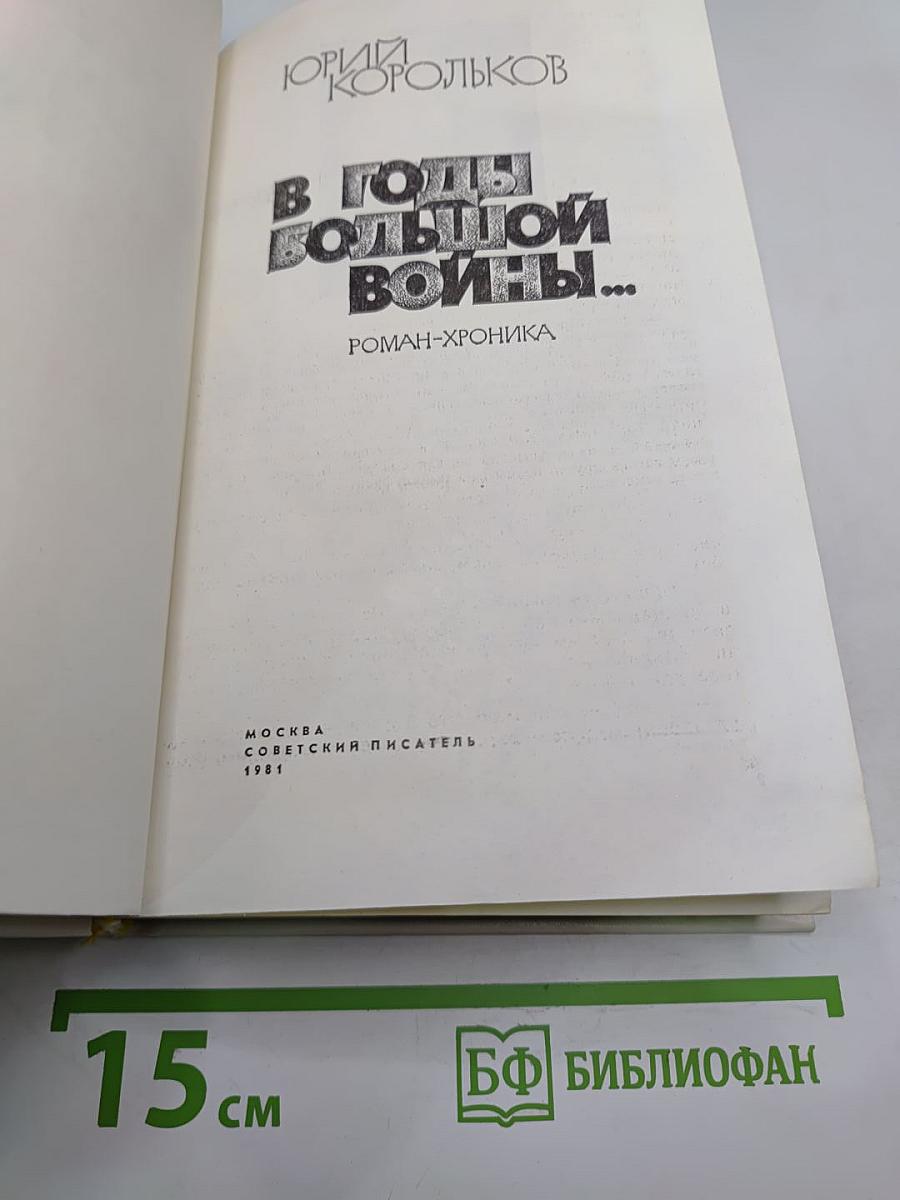 ЮРИЙ
КОРОЛЬКОВ
В ГОДЫ
БОЛЬШОЙ
ВОЙНЫ...
РОМАН-ХРОНИКА
МОСКВА
СОВЕТСКИЙ ПИСАТЕЛЬ
1981
15 см
БФ БИБЛИОФАН